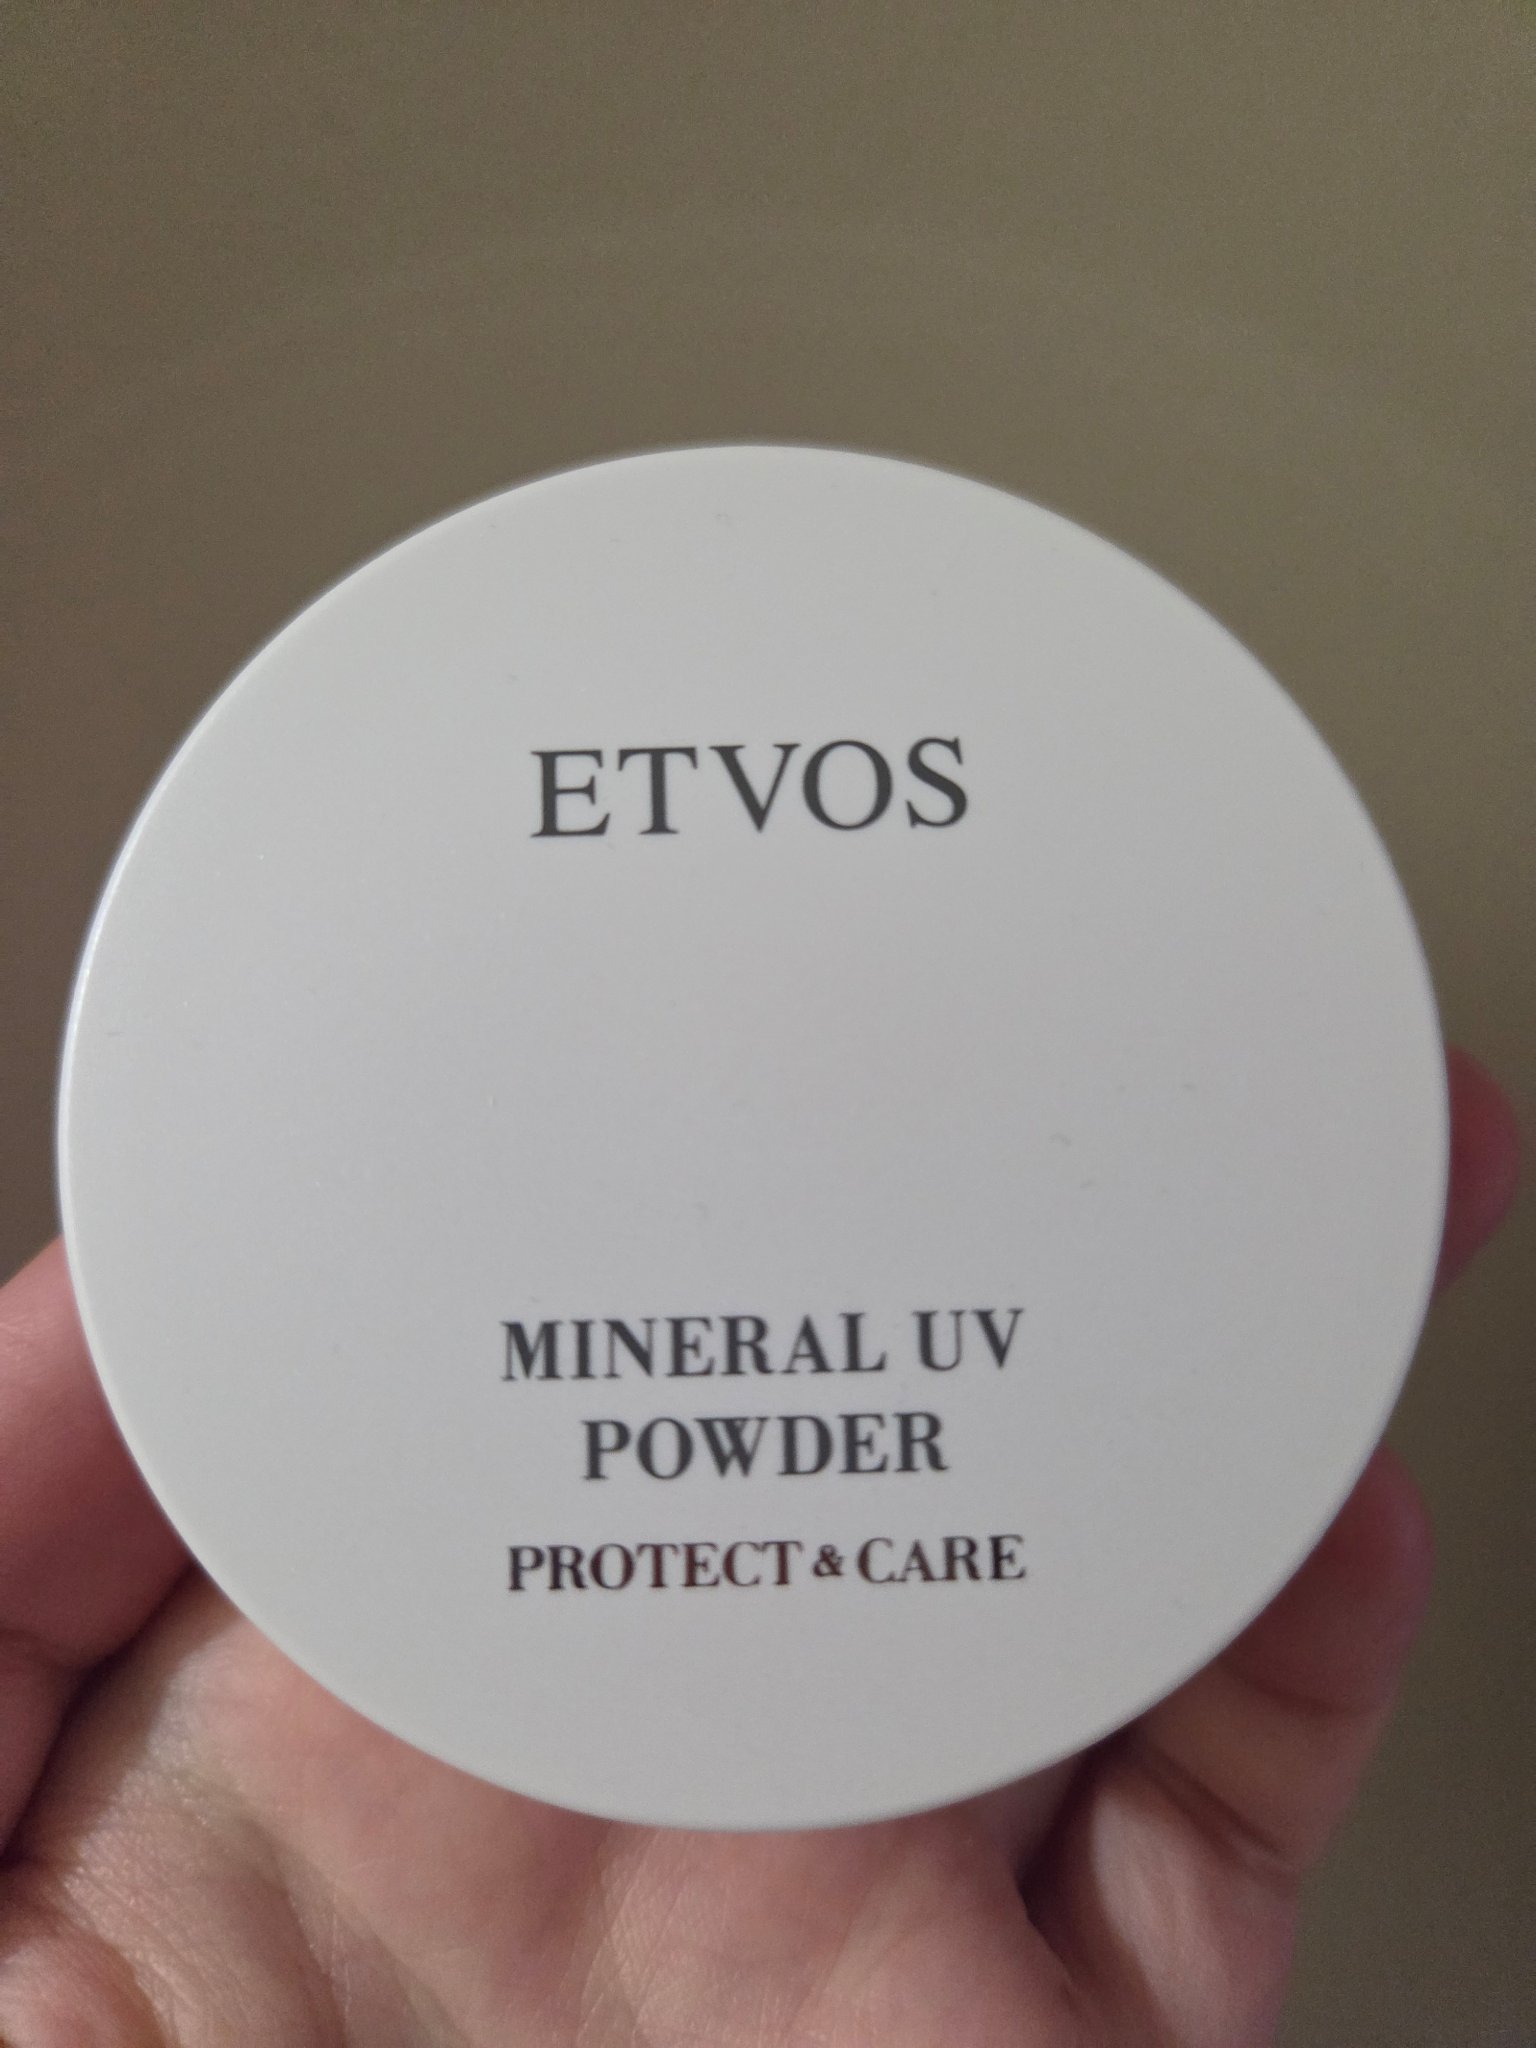 ETVOS
MINERAL UV
POWDER
PROTECT & CARE